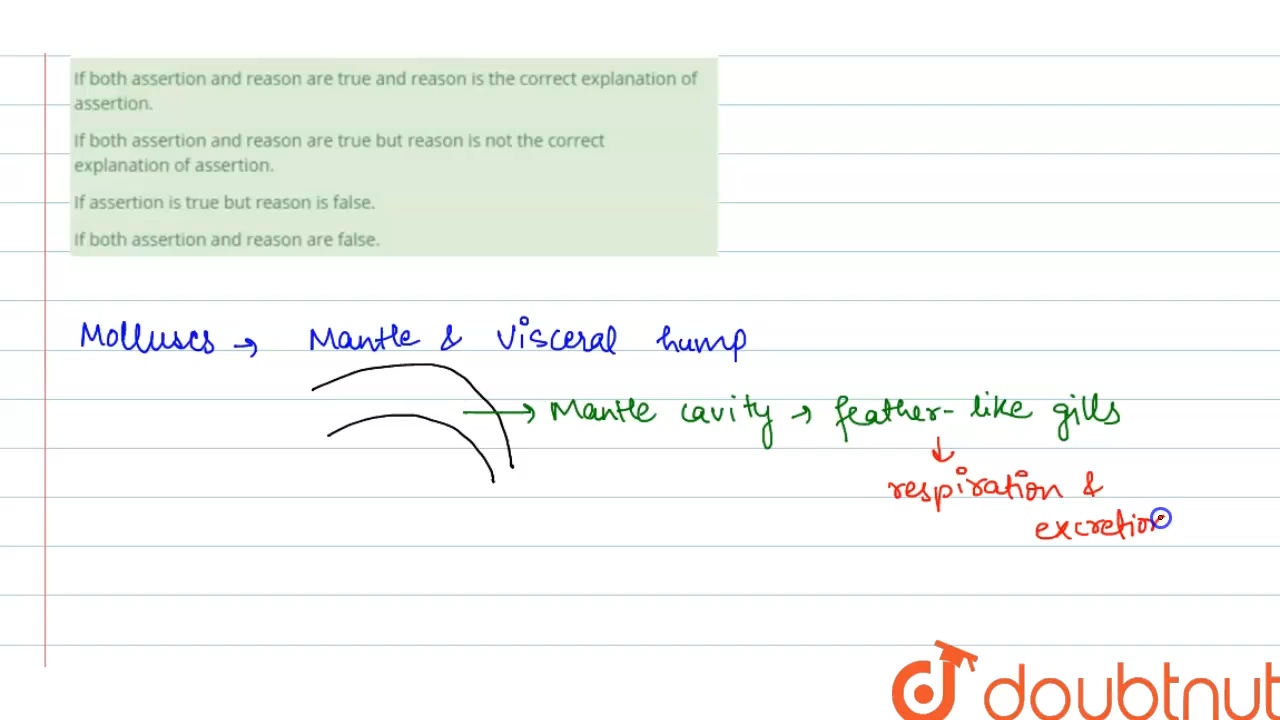 If both assertion and reason are true and reason is the correct explanation of
assertion.
If both assertion and reason are true but reason is not the correct
explanation of assertion.
If assertion is true but reason is false.
If both assertion and reason are false.
Molluscs → Mantle & visceral hump
→ Mantle cavity → feather-like gills
↓
respiration &
excretion
doubtnut